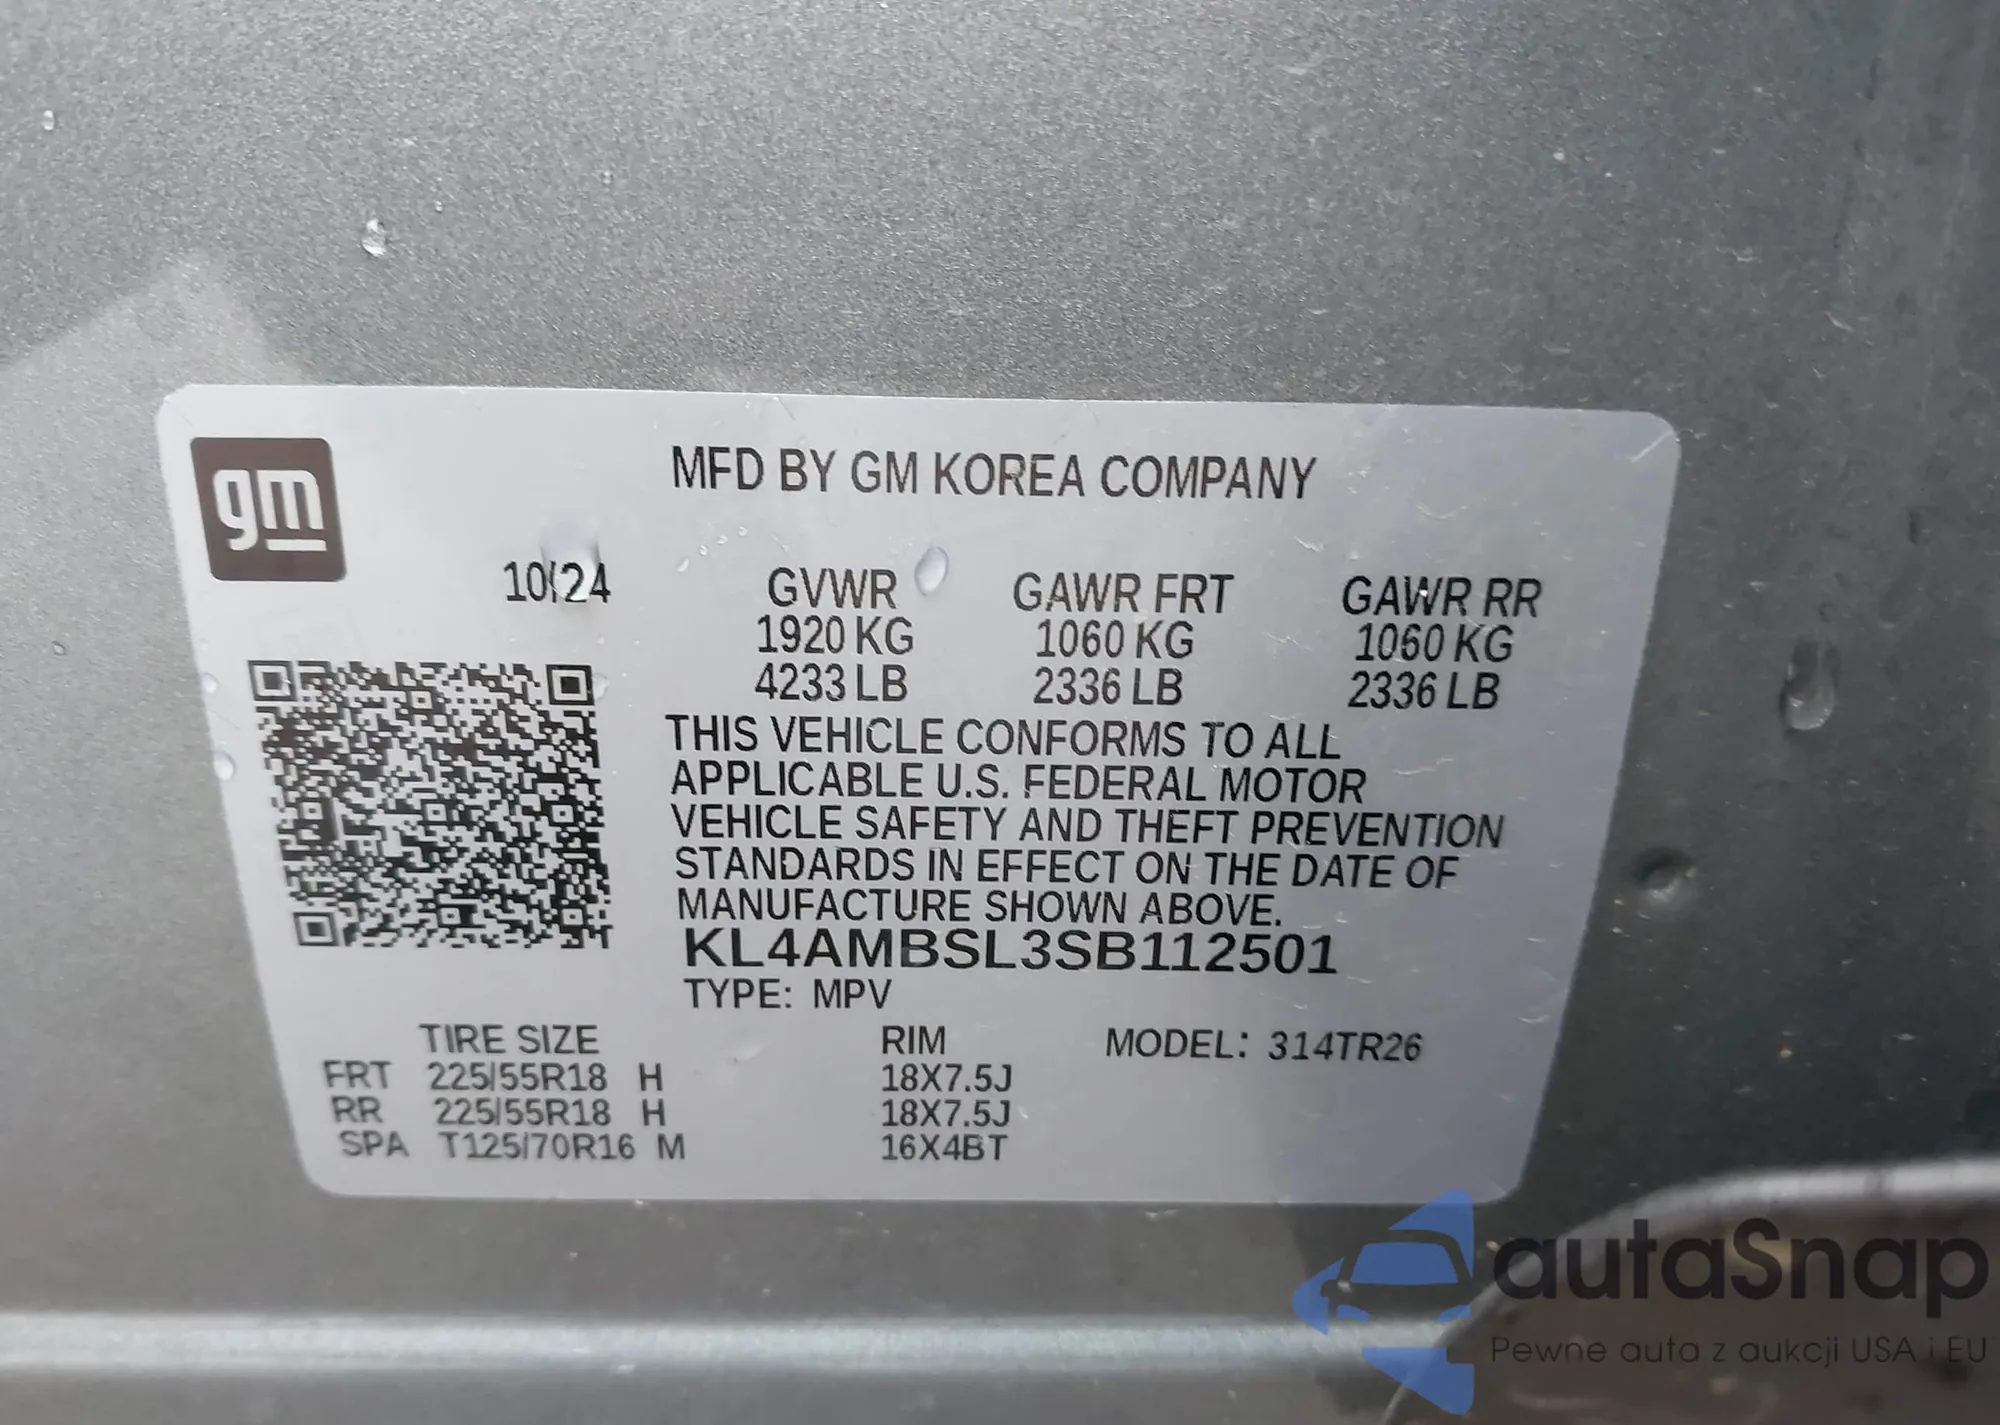 gm
MFD BY GM KOREA COMPANY
10/24 GVWR GAWR FRT GAWR RR
1920 KG 1060 KG 1060 KG
4233 LB 2336 LB 2336 LB
THIS VEHICLE CONFORMS TO ALL
APPLICABLE U.S. FEDERAL MOTOR
VEHICLE SAFETY AND THEFT PREVENTION
STANDARDS IN EFFECT ON THE DATE OF
MANUFACTURE SHOWN ABOVE.
KL4AMBSL3SB112501
TYPE: MPV
TIRE SIZE RIM MODEL: 314TR26
FRT 225/55R18 H 18X7.5J
RR 225/55R18 H 18X7.5J
SPA T125/70R16 M 16X4BT
autaSnap
Pewne auta z aukcji USA i EU